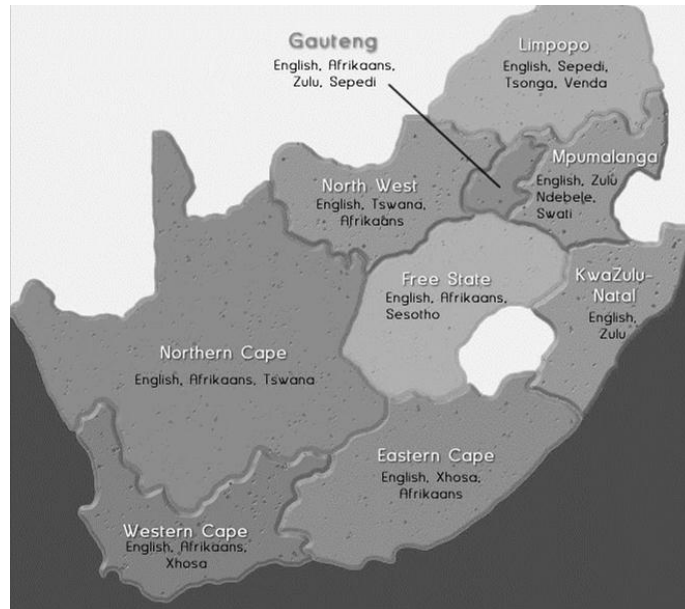 Gauteng
English, Afrikaans,
Zulu, Sepedi
Limpopo
English, Sepedi,
Tsonga, Venda
Mpumalanga
English, Zulu
Ndebele,
Swati
North West
English, Tswana,
Afrikaans
Free State
English, Afrikaans,
Sesotho
KwaZulu-
Natal
English,
Zulu
Northern Cape
English, Afrikaans, Tswana
Eastern Cape
English, Xhosa,
Afrikaans
Western Cape
English, Afrikaans,
Xhosa